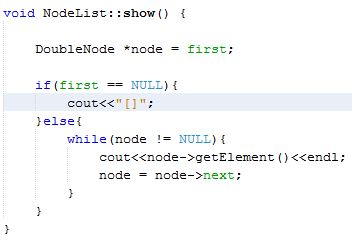 void NodeList::show() {
DoubleNode *node = first;
if(first == NULL){
cout<<"[]";
}else{
while(node != NULL){
cout<<node->getElement()<<endl;
node = node->next;
}
}
}